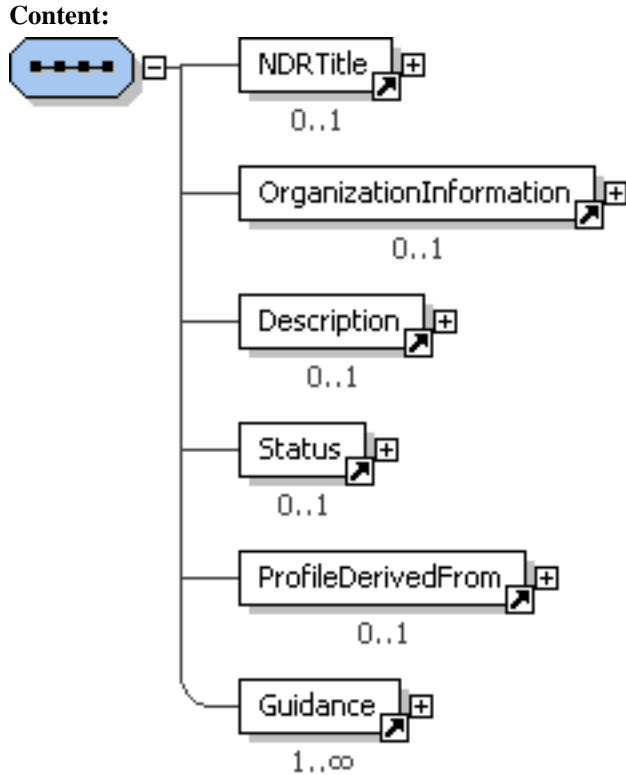 Content:
NDRTitle
0..1
OrganizationInformation
0..1
Description
0..1
Status
0..1
ProfileDerivedFrom
0..1
Guidance
1..∞